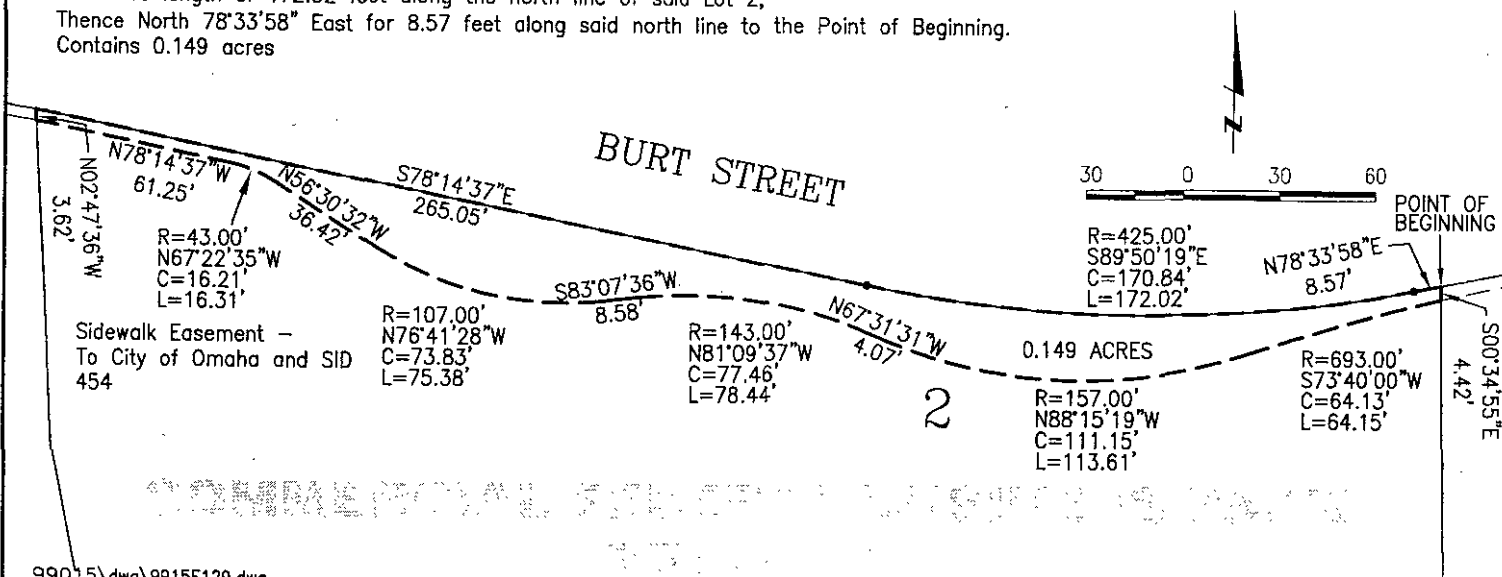 Thence North 78°33'58" East for 8.57 feet along said north line to the Point of Beginning.
Contains 0.149 acres
BURT STREET
N
30 0 30 60
POINT OF
BEGINNING
N78°14'37"W
61.25'
N56°30'32"W
36.42'
S78°14'37"E
265.05'
N02°47'36"W
3.62'
R=43.00'
N67°22'35"W
C=16.21'
L=16.31'
R=425.00'
S89°50'19"E
C=170.84'
L=172.02'
N78°33'58"E
8.57'
S83°07'36"W
8.58'
N67°31'31"W
4.07'
Sidewalk Easement –
To City of Omaha and SID
454
R=107.00'
N76°41'28"W
C=73.83'
L=75.38'
R=143.00'
N81°09'37"W
C=77.46'
L=78.44'
0.149 ACRES
2
R=157.00'
N88°15'19"W
C=111.15'
L=113.61'
R=693.00'
S73°40'00"W
C=64.13'
L=64.15'
S00°34'55"E
4.42'